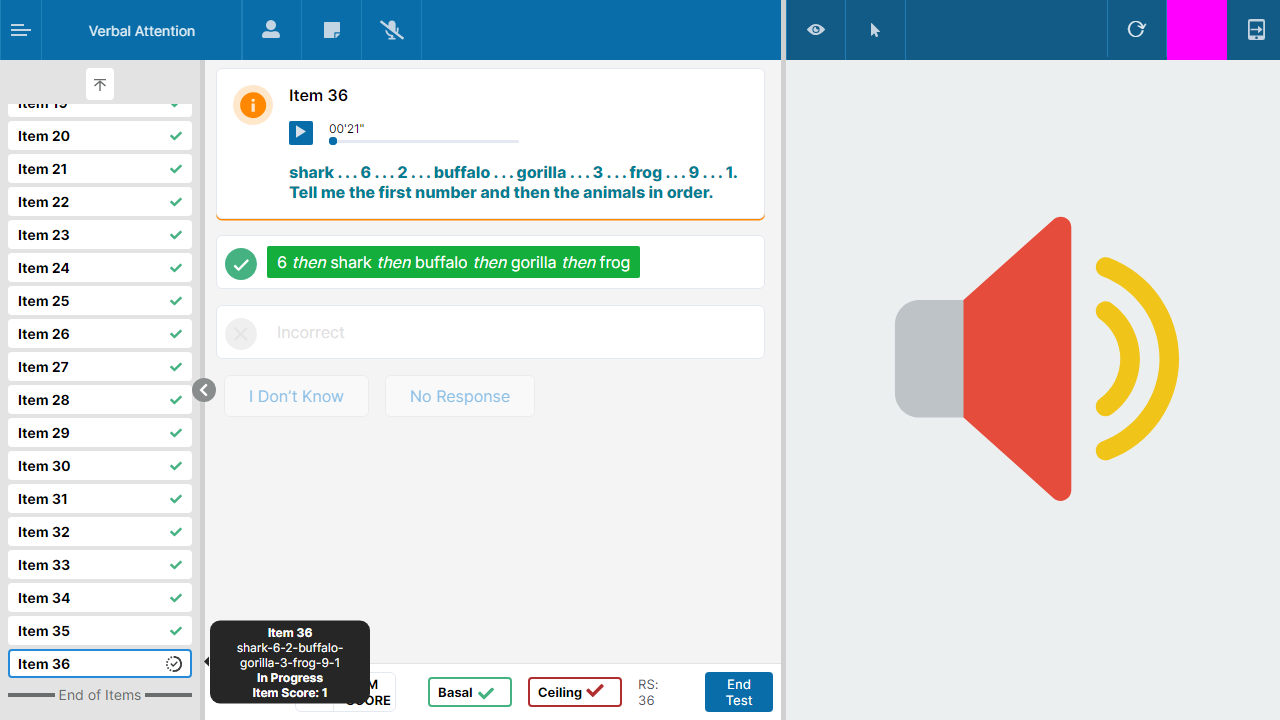 Verbal Attention
Item 19
Item 20
Item 21
Item 22
Item 23
Item 24
Item 25
Item 26
Item 27
Item 28
Item 29
Item 30
Item 31
Item 32
Item 33
Item 34
Item 35
Item 36
End of Items
Item 36
00'21"
shark . . . 6 . . . 2 . . . buffalo . . . gorilla . . . 3 . . . frog . . . 9 . . . 1.
Tell me the first number and then the animals in order.
6 then shark then buffalo then gorilla then frog
Incorrect
I Don't Know
No Response
Item 36
shark-6-2-buffalo-
gorilla-3-frog-9-1
In Progress
Item Score: 1
Basal
Ceiling
RS:
36
End
Test